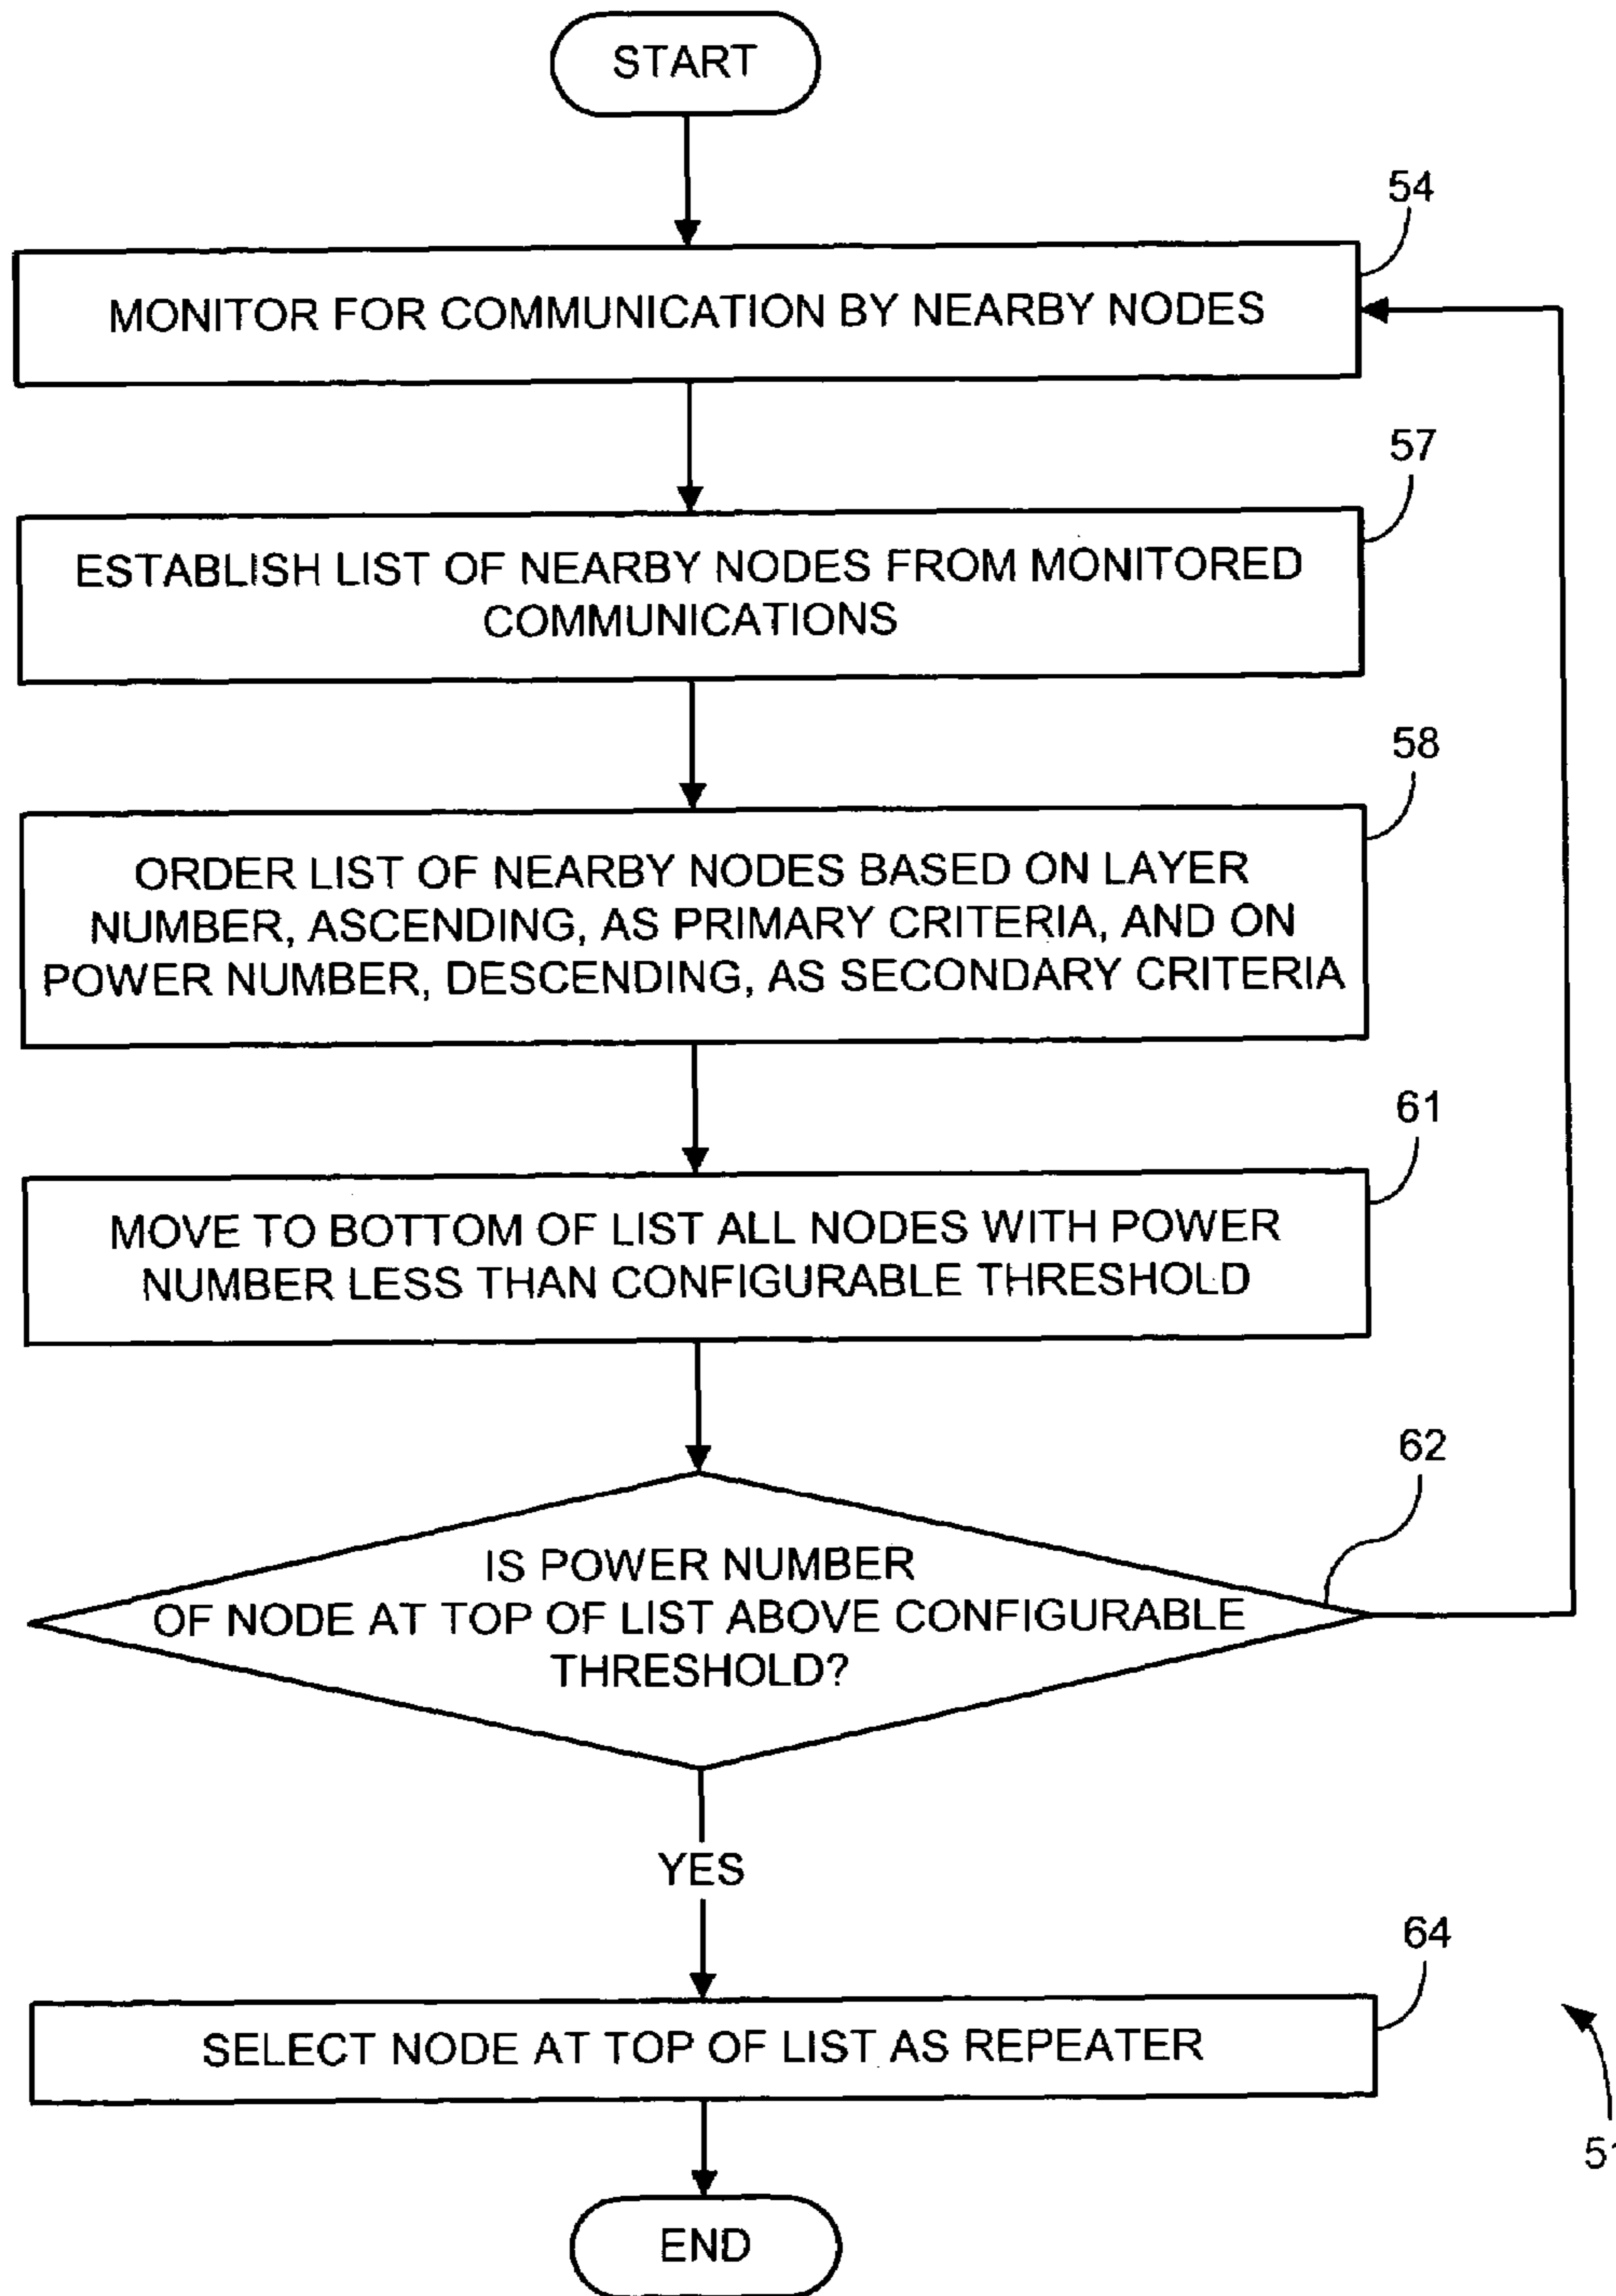 START
54
MONITOR FOR COMMUNICATION BY NEARBY NODES
57
ESTABLISH LIST OF NEARBY NODES FROM MONITORED
COMMUNICATIONS
58
ORDER LIST OF NEARBY NODES BASED ON LAYER
NUMBER, ASCENDING, AS PRIMARY CRITERIA, AND ON
POWER NUMBER, DESCENDING, AS SECONDARY CRITERIA
61
MOVE TO BOTTOM OF LIST ALL NODES WITH POWER
NUMBER LESS THAN CONFIGURABLE THRESHOLD
62
IS POWER NUMBER
OF NODE AT TOP OF LIST ABOVE CONFIGURABLE
THRESHOLD?
YES
64
SELECT NODE AT TOP OF LIST AS REPEATER
51
END